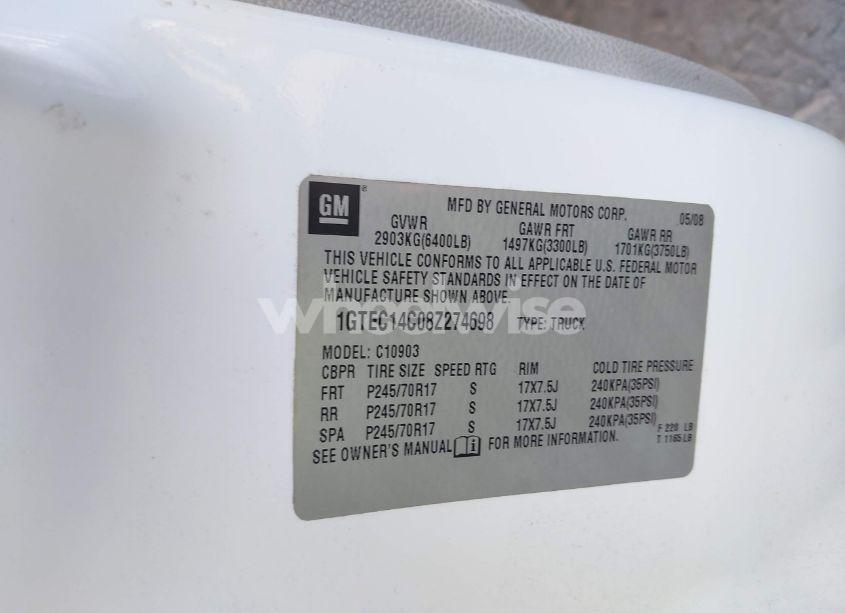 GM
MFD BY GENERAL MOTORS CORP. 05/08
GVWR GAWR FRT GAWR RR
2903KG(6400LB) 1497KG(3300LB) 1701KG(3750LB)
THIS VEHICLE CONFORMS TO ALL APPLICABLE U.S. FEDERAL MOTOR
VEHICLE SAFETY STANDARDS IN EFFECT ON THE DATE OF
MANUFACTURE SHOWN ABOVE.
wheelwise
TYPE: TRUCK
MODEL: C10903
CBPR TIRE SIZE SPEED RTG RIM COLD TIRE PRESSURE
FRT P245/70R17 S 17X7.5J 240KPA(35PSI)
RR P245/70R17 S 17X7.5J 240KPA(35PSI)
SPA P245/70R17 S 17X7.5J 240KPA(35PSI)
F 220 LB
T 1165 LB
SEE OWNER'S MANUAL FOR MORE INFORMATION.